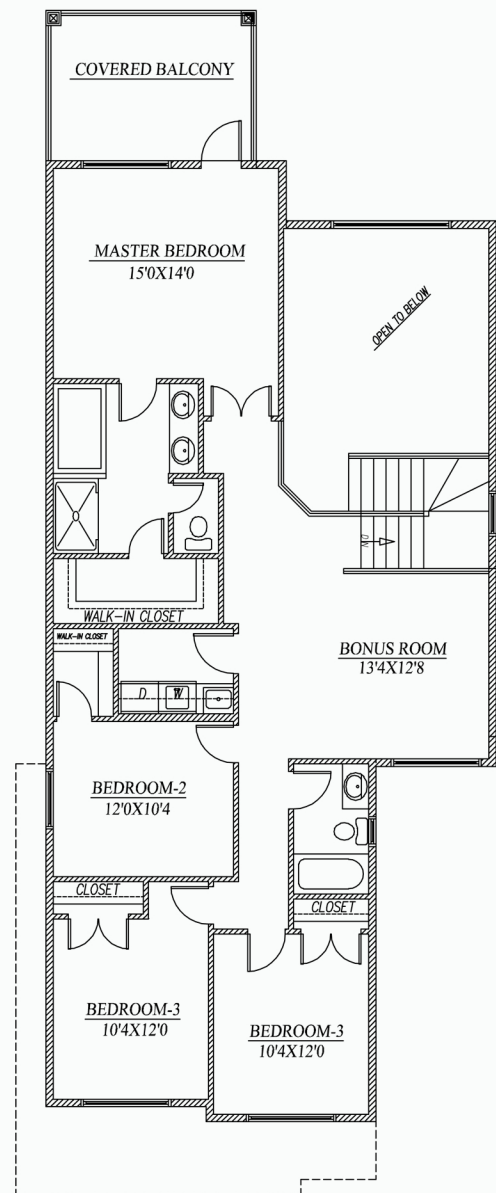 COVERED BALCONY
MASTER BEDROOM
15'0X14'0
OPEN TO BELOW
DN
WALK-IN CLOSET
WALK-IN CLOSET
BONUS ROOM
13'4X12'8
D
W
BEDROOM-2
12'0X10'4
CLOSET
CLOSET
BEDROOM-3
10'4X12'0
BEDROOM-3
10'4X12'0